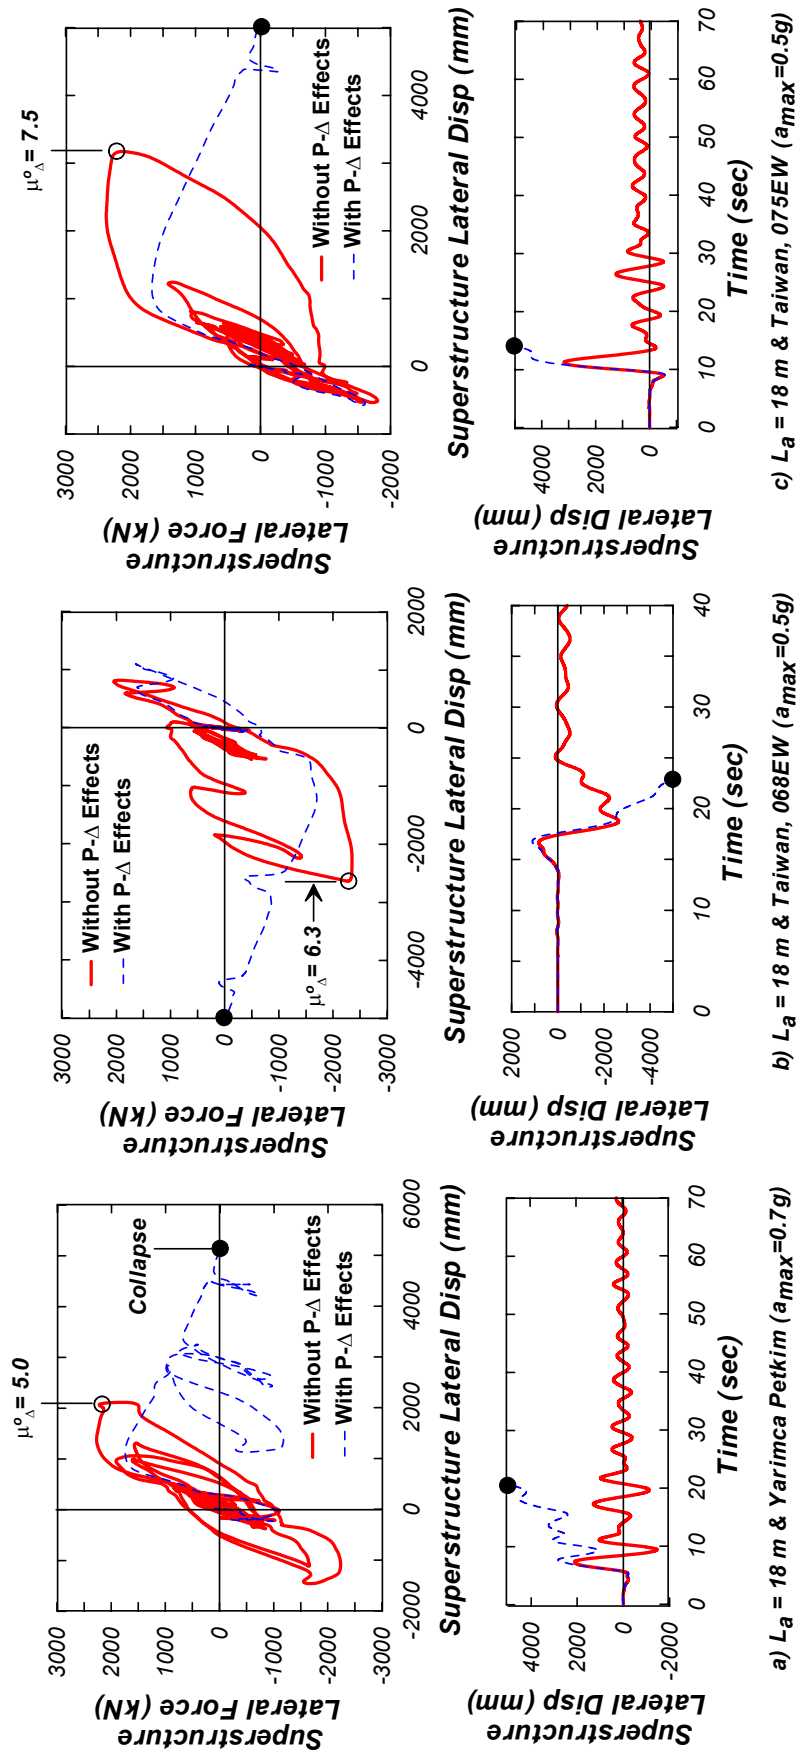 μ°Δ = 5.0
Collapse
Without P-Δ Effects
With P-Δ Effects
3000
2000
1000
0
-1000
-2000
-3000
Superstructure
Lateral Force (kN)
-2000
0
2000
4000
6000
Superstructure Lateral Disp (mm)
4000
2000
0
-2000
Superstructure
Lateral Disp (mm)
0
10
20
30
40
50
60
70
Time (sec)
a) La = 18 m & Yarimca Petkim (amax=0.7g)
Without P-Δ Effects
With P-Δ Effects
μ°Δ = 6.3
3000
2000
1000
0
-1000
-2000
-3000
Superstructure
Lateral Force (kN)
-4000
-2000
0
2000
Superstructure Lateral Disp (mm)
2000
0
-2000
-4000
Superstructure
Lateral Disp (mm)
0
10
20
30
40
Time (sec)
b) La = 18 m & Taiwan, 068EW (amax=0.5g)
μ°Δ = 7.5
Without P-Δ Effects
With P-Δ Effects
3000
2000
1000
0
-1000
-2000
Superstructure
Lateral Force (kN)
0
2000
4000
Superstructure Lateral Disp (mm)
4000
2000
0
Superstructure
Lateral Disp (mm)
0
10
20
30
40
50
60
70
Time (sec)
c) La = 18 m & Taiwan, 075EW (amax=0.5g)